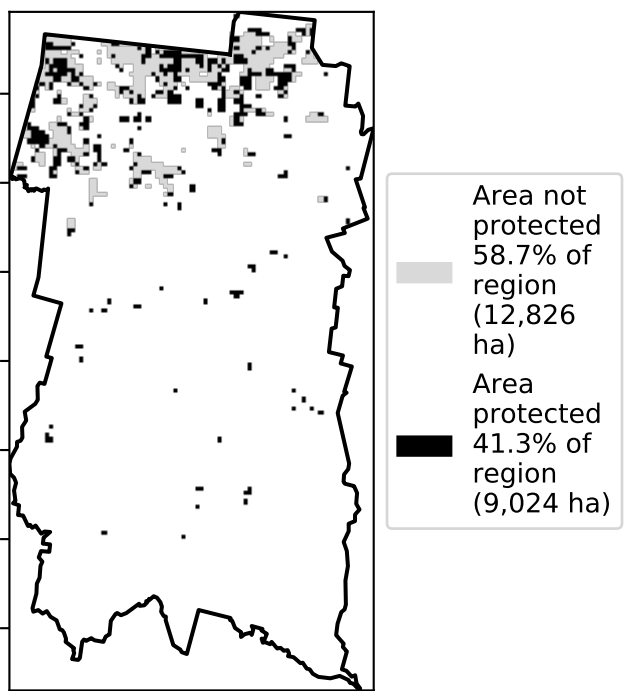 Area not
protected
58.7% of
region
(12,826
ha)
Area
protected
41.3% of
region
(9,024 ha)